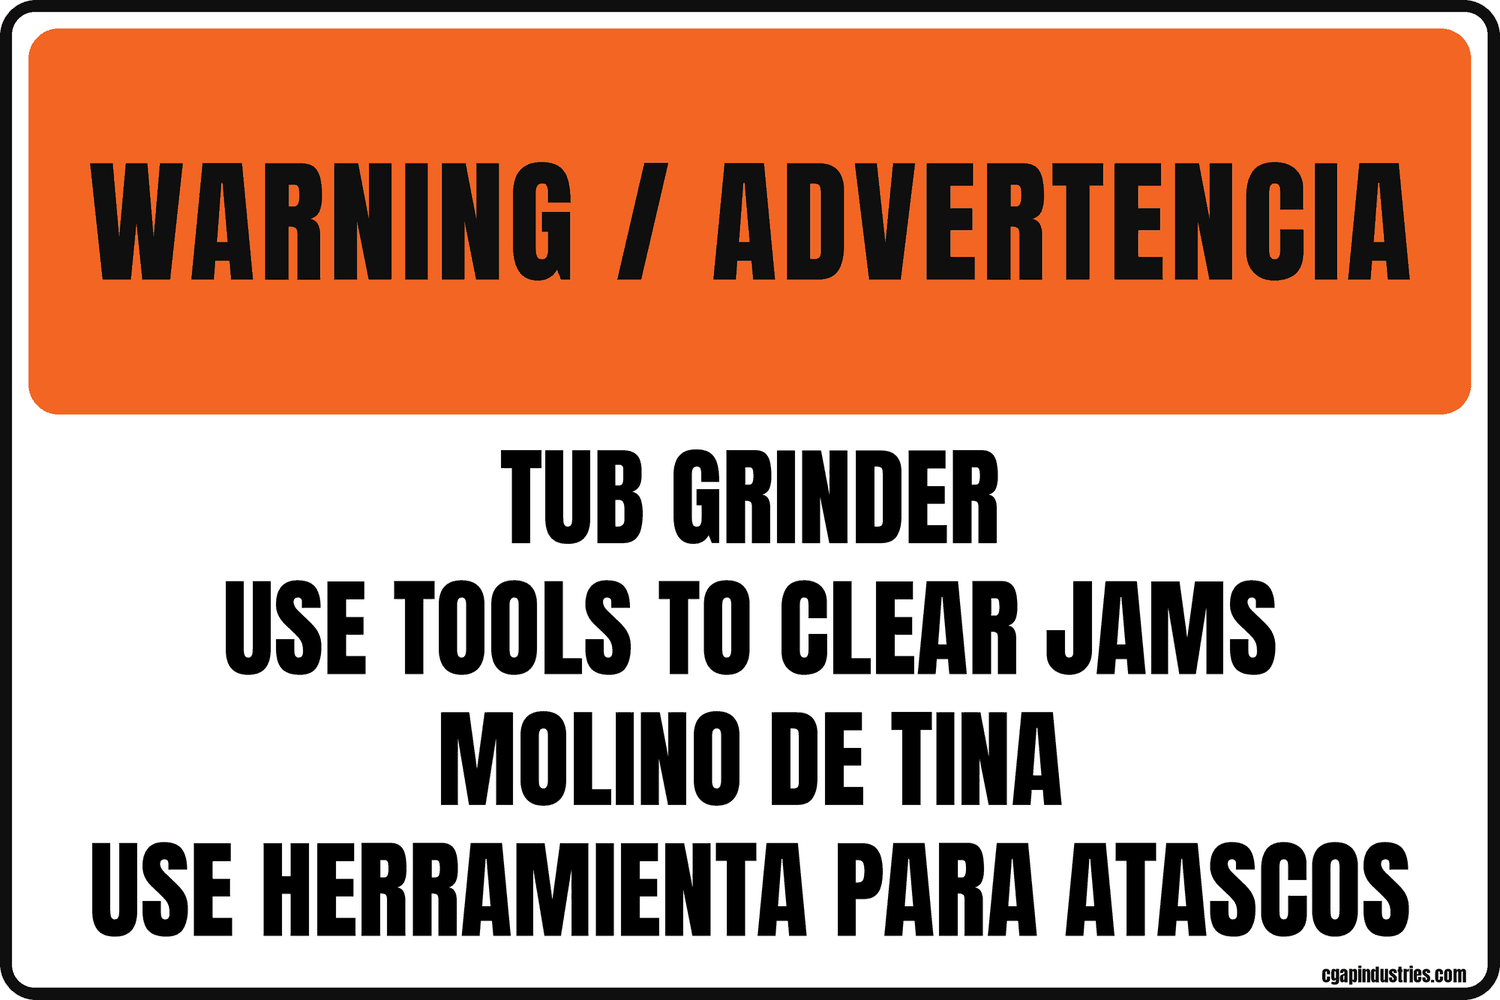 WARNING / ADVERTENCIA
TUB GRINDER
USE TOOLS TO CLEAR JAMS
MOLINO DE TINA
USE HERRAMIENTA PARA ATASCOS
cgapindustries.com